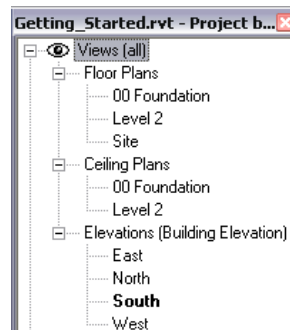 Getting_Started.rvt - Project b...
Views (all)
Floor Plans
00 Foundation
Level 2
Site
Ceiling Plans
00 Foundation
Level 2
Elevations (Building Elevation)
East
North
South
West